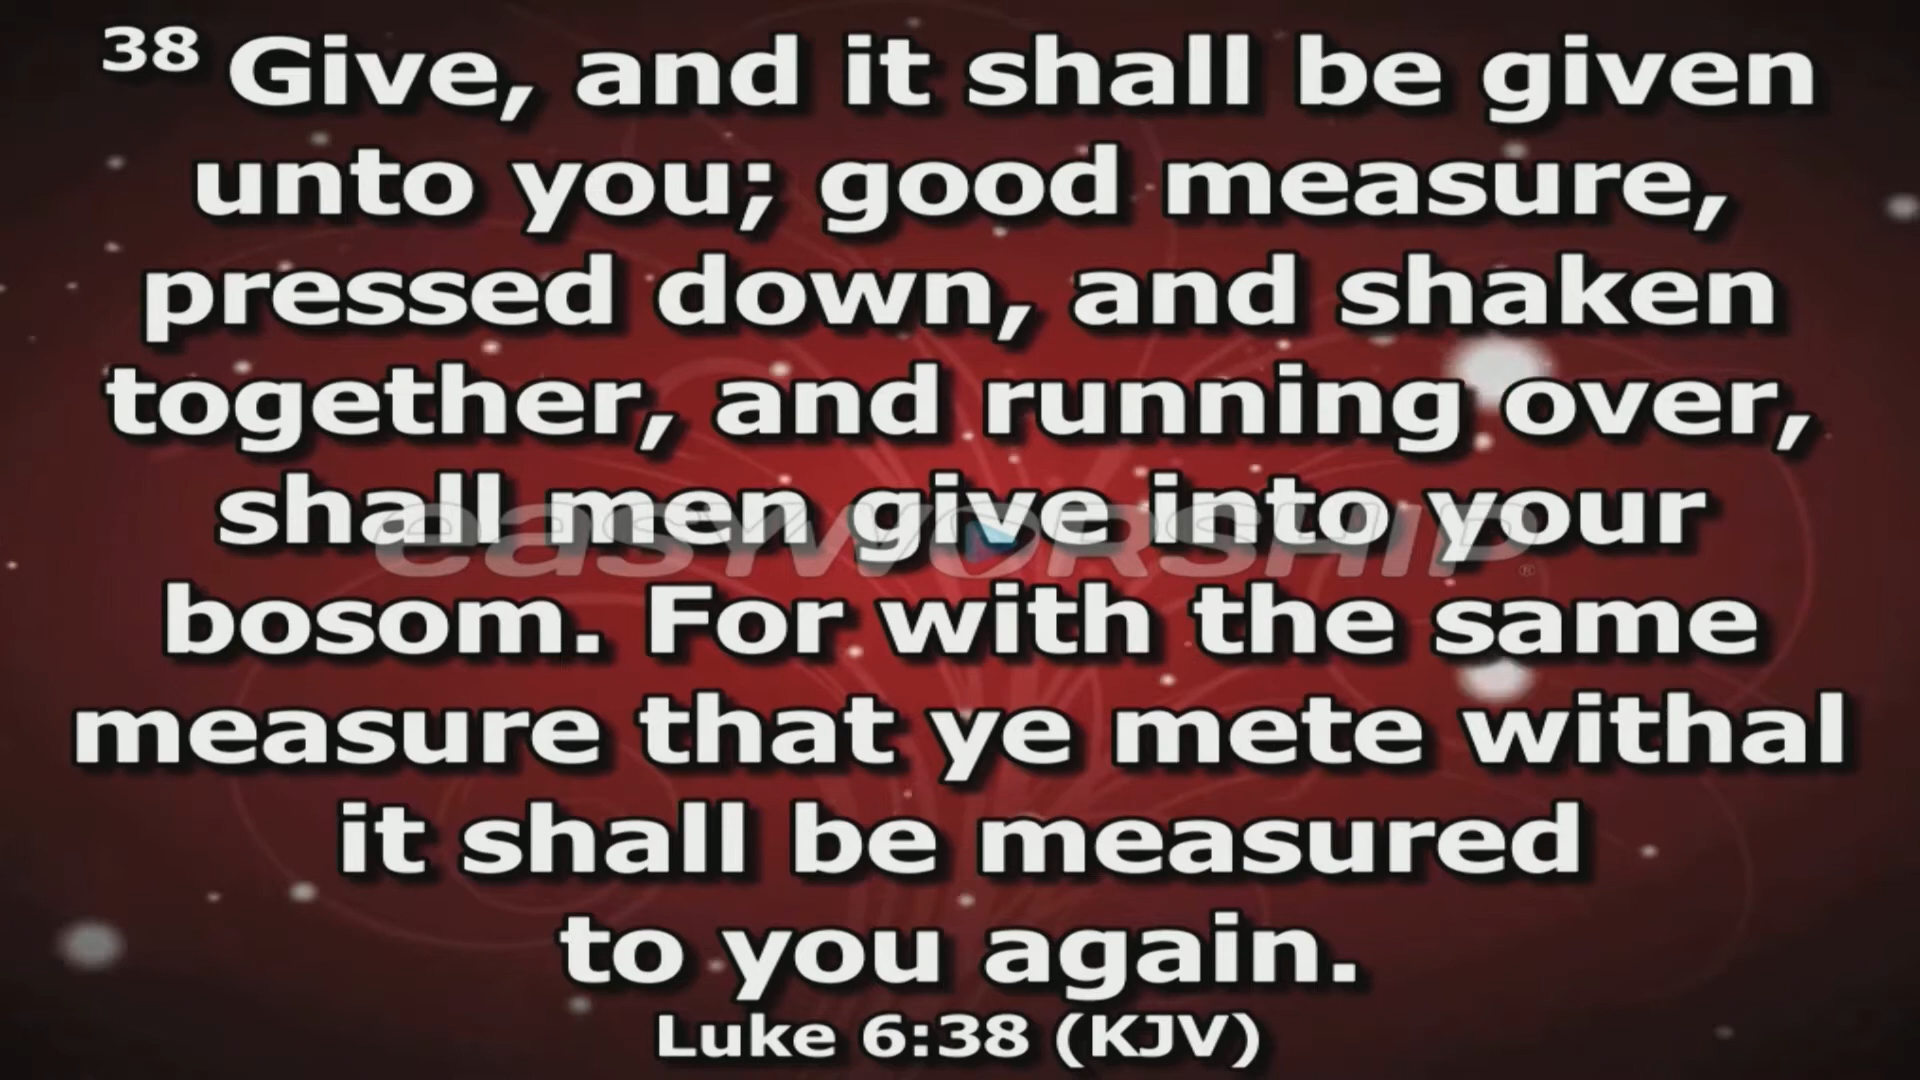 38 Give, and it shall be given
unto you; good measure,
pressed down, and shaken
together, and running over,
shall men give into your
easyworship®
bosom. For with the same
measure that ye mete withal
it shall be measured
to you again.
Luke 6:38 (KJV)